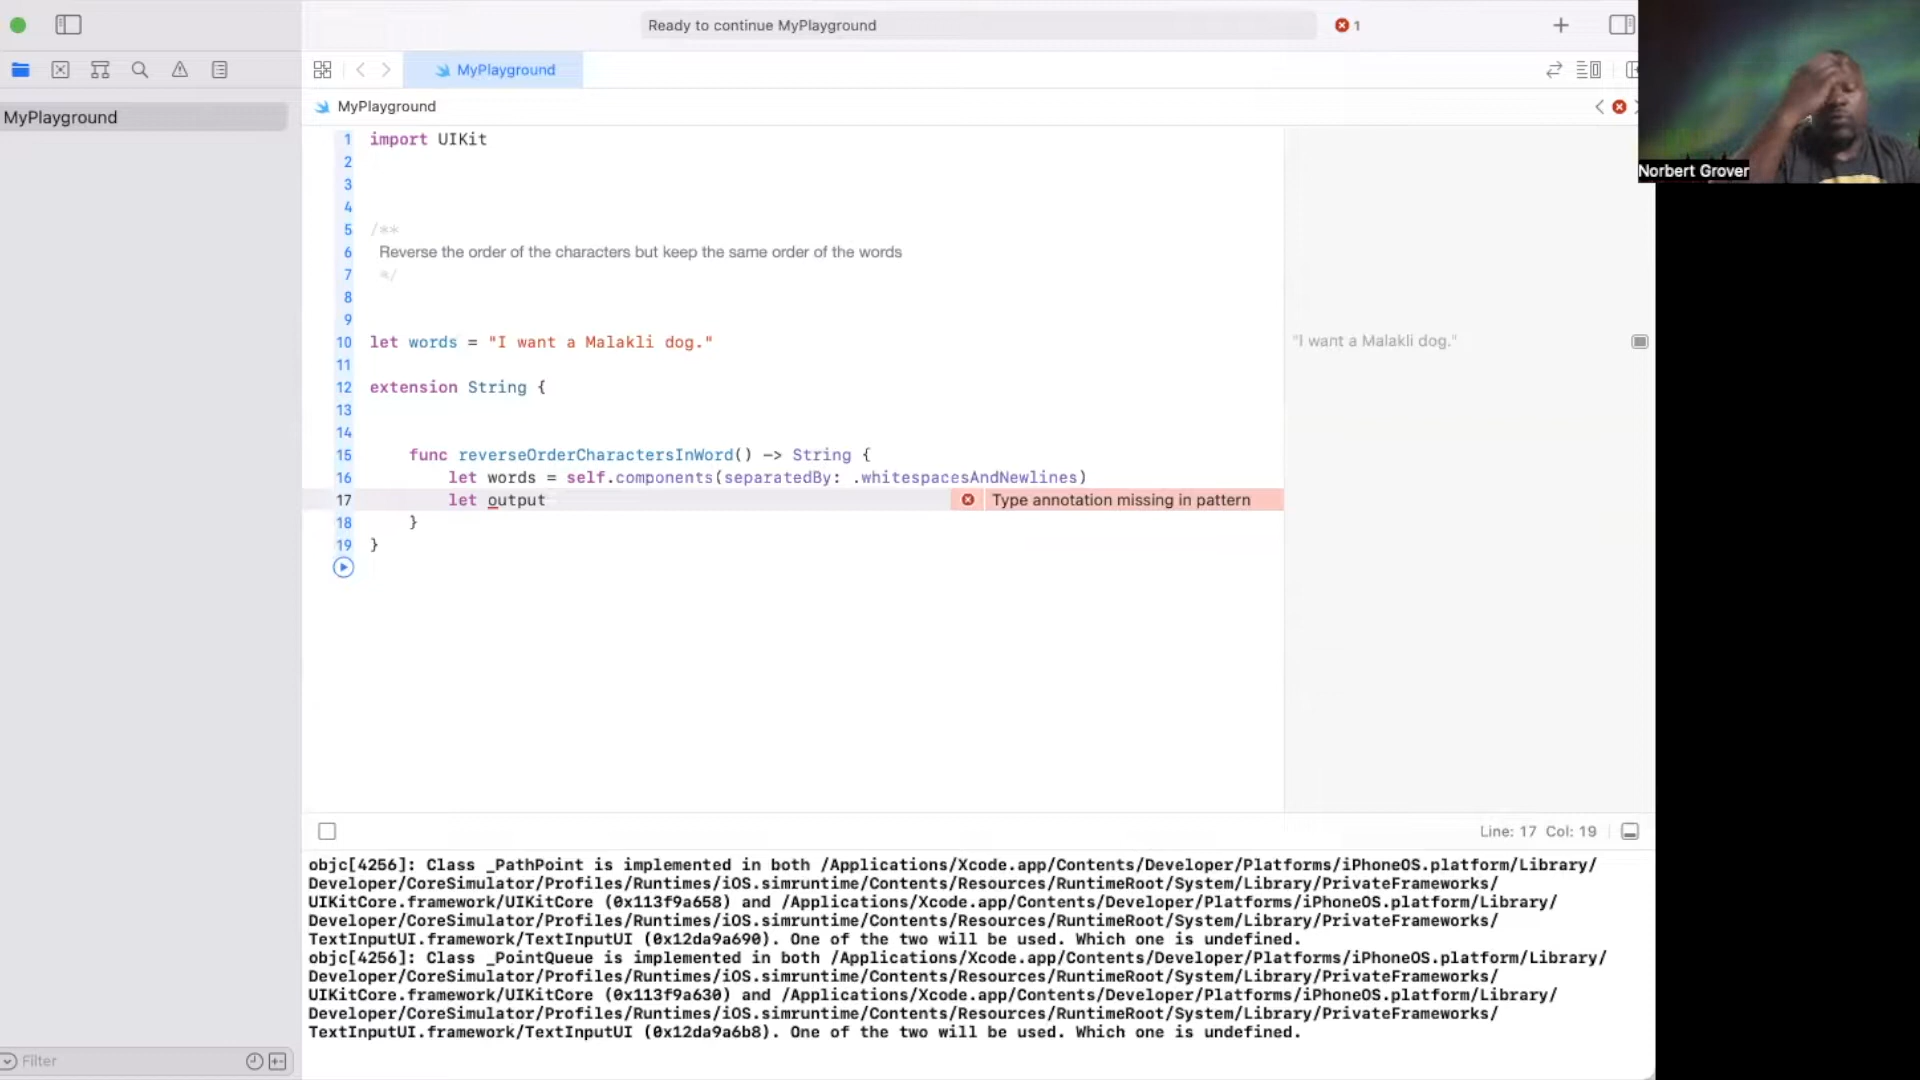 Ready to continue MyPlayground
1
MyPlayground
MyPlayground
MyPlayground
Norbert Grover
1 import UIKit
2
3
4
5 /**
6 Reverse the order of the characters but keep the same order of the words
7 */
8
9
10 let words = "I want a Malakli dog."
"I want a Malakli dog."
11
12 extension String {
13
14
15 func reverseOrderCharactersInWord() -> String {
16 let words = self.components(separatedBy: .whitespacesAndNewlines)
17 let output
Type annotation missing in pattern
18 }
19 }
Line: 17 Col: 19
objc[4256]: Class _PathPoint is implemented in both /Applications/Xcode.app/Contents/Developer/Platforms/iPhoneOS.platform/Library/
Developer/CoreSimulator/Profiles/Runtimes/iOS.simruntime/Contents/Resources/RuntimeRoot/System/Library/PrivateFrameworks/
UIKitCore.framework/UIKitCore (0x113f9a658) and /Applications/Xcode.app/Contents/Developer/Platforms/iPhoneOS.platform/Library/
Developer/CoreSimulator/Profiles/Runtimes/iOS.simruntime/Contents/Resources/RuntimeRoot/System/Library/PrivateFrameworks/
TextInputUI.framework/TextInputUI (0x12da9a690). One of the two will be used. Which one is undefined.
objc[4256]: Class _PointQueue is implemented in both /Applications/Xcode.app/Contents/Developer/Platforms/iPhoneOS.platform/Library/
Developer/CoreSimulator/Profiles/Runtimes/iOS.simruntime/Contents/Resources/RuntimeRoot/System/Library/PrivateFrameworks/
UIKitCore.framework/UIKitCore (0x113f9a630) and /Applications/Xcode.app/Contents/Developer/Platforms/iPhoneOS.platform/Library/
Developer/CoreSimulator/Profiles/Runtimes/iOS.simruntime/Contents/Resources/RuntimeRoot/System/Library/PrivateFrameworks/
TextInputUI.framework/TextInputUI (0x12da9a6b8). One of the two will be used. Which one is undefined.
Filter